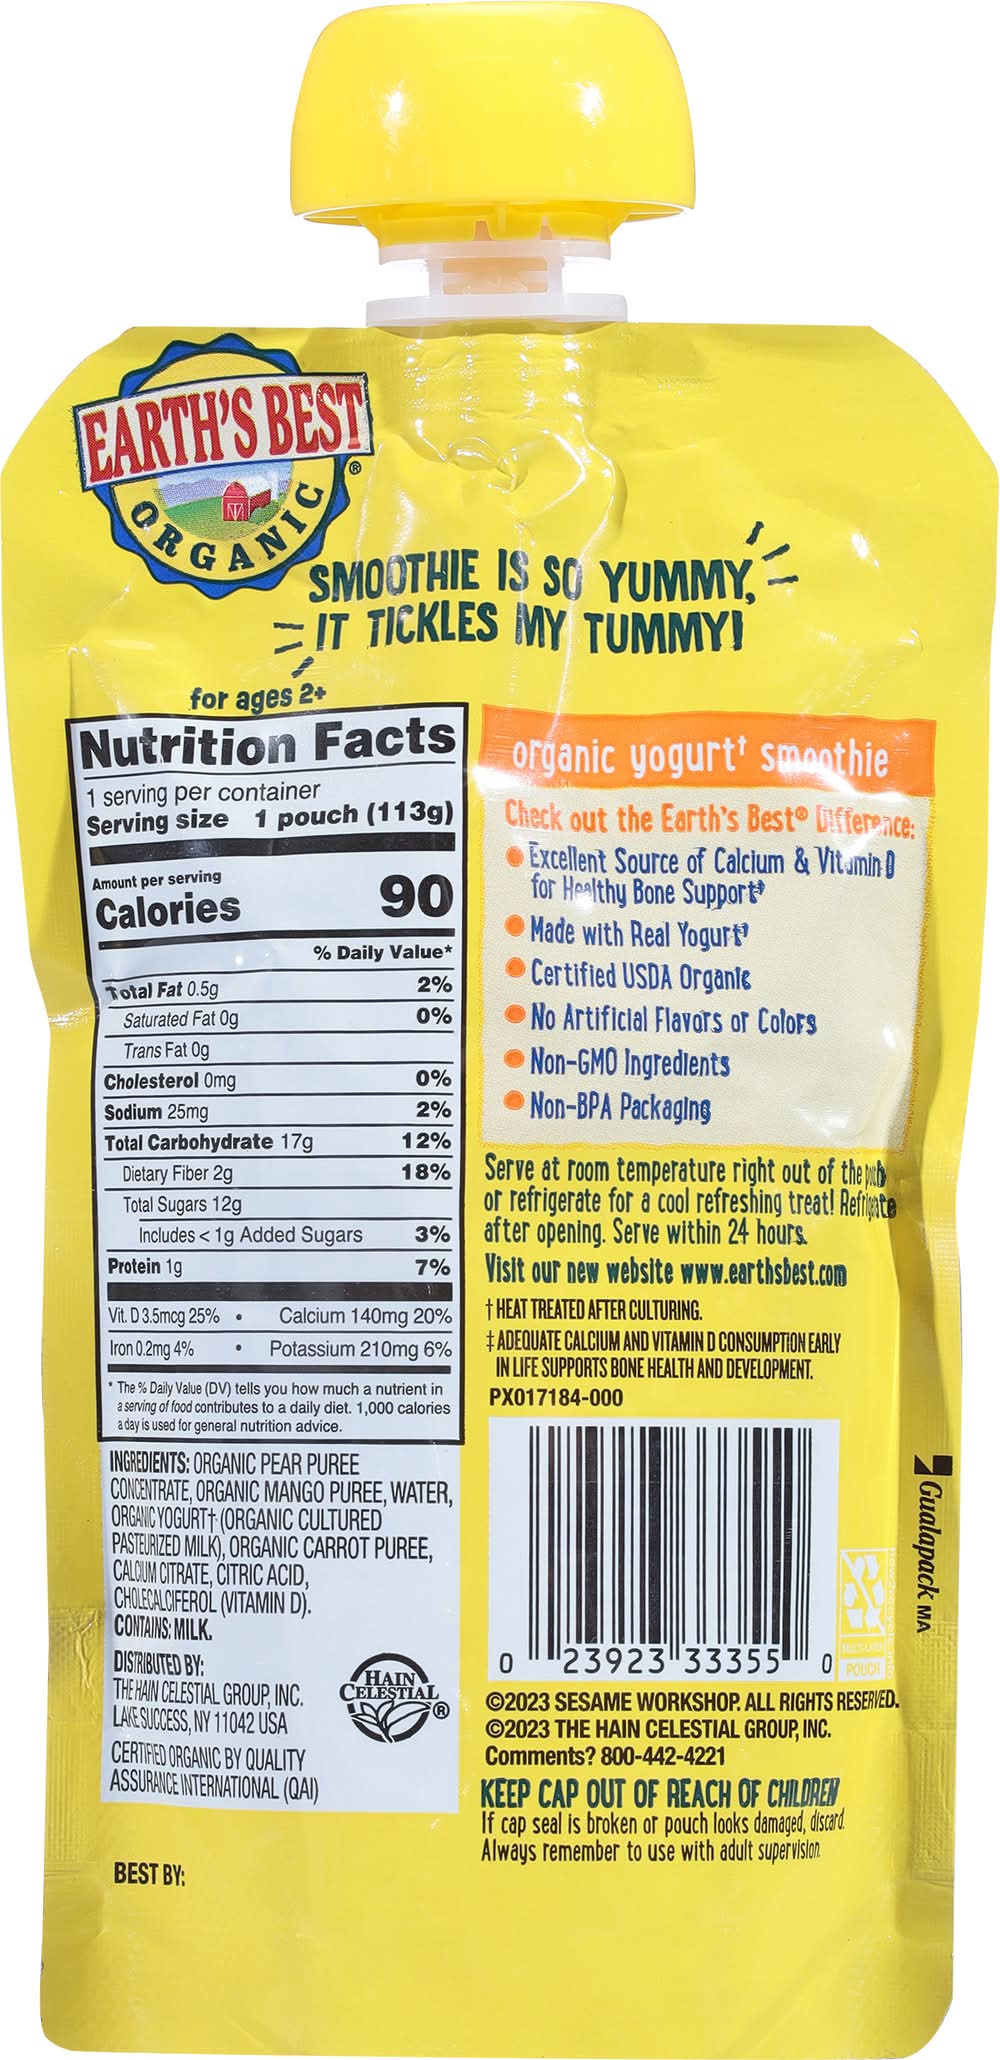 EARTH'S BEST®
ORGANIC
SMOOTHIE IS SO YUMMY,
IT TICKLES MY TUMMY!
for ages 2+
Nutrition Facts
1 serving per container
Serving size 1 pouch (113g)
Amount per serving
Calories 90
% Daily Value*
Total Fat 0.5g 2%
Saturated Fat 0g 0%
Trans Fat 0g
Cholesterol 0mg 0%
Sodium 25mg 2%
Total Carbohydrate 17g 12%
Dietary Fiber 2g 18%
Total Sugars 12g
Includes < 1g Added Sugars 3%
Protein 1g 7%
Vit. D 3.5mcg 25% • Calcium 140mg 20%
Iron 0.2mg 4% • Potassium 210mg 6%
* The % Daily Value (DV) tells you how much a nutrient in
a serving of food contributes to a daily diet. 1,000 calories
a day is used for general nutrition advice.
INGREDIENTS: ORGANIC PEAR PUREE
CONCENTRATE, ORGANIC MANGO PUREE, WATER,
ORGANIC YOGURT† (ORGANIC CULTURED
PASTEURIZED MILK), ORGANIC CARROT PUREE,
CALCIUM CITRATE, CITRIC ACID,
CHOLECALCIFEROL (VITAMIN D).
CONTAINS: MILK.
DISTRIBUTED BY:
THE HAIN CELESTIAL GROUP, INC.
LAKE SUCCESS, NY 11042 USA
CERTIFIED ORGANIC BY QUALITY
ASSURANCE INTERNATIONAL (QAI)
HAIN
CELESTIAL®
BEST BY:
organic yogurt† smoothie
Check out the Earth's Best® Difference:
• Excellent Source of Calcium & Vitamin D
for Healthy Bone Support‡
• Made with Real Yogurt†
• Certified USDA Organic
• No Artificial Flavors or Colors
• Non-GMO Ingredients
• Non-BPA Packaging
Serve at room temperature right out of the pouch
or refrigerate for a cool refreshing treat! Refrigerate
after opening. Serve within 24 hours.
Visit our new website www.earthsbest.com
† HEAT TREATED AFTER CULTURING.
‡ ADEQUATE CALCIUM AND VITAMIN D CONSUMPTION EARLY
IN LIFE SUPPORTS BONE HEALTH AND DEVELOPMENT.
PX017184-000
0 23923 33355 0
MULTI-LAYER
POUCH
Gualapack MA
©2023 SESAME WORKSHOP. ALL RIGHTS RESERVED.
©2023 THE HAIN CELESTIAL GROUP, INC.
Comments? 800-442-4221
KEEP CAP OUT OF REACH OF CHILDREN
If cap seal is broken or pouch looks damaged, discard.
Always remember to use with adult supervision.